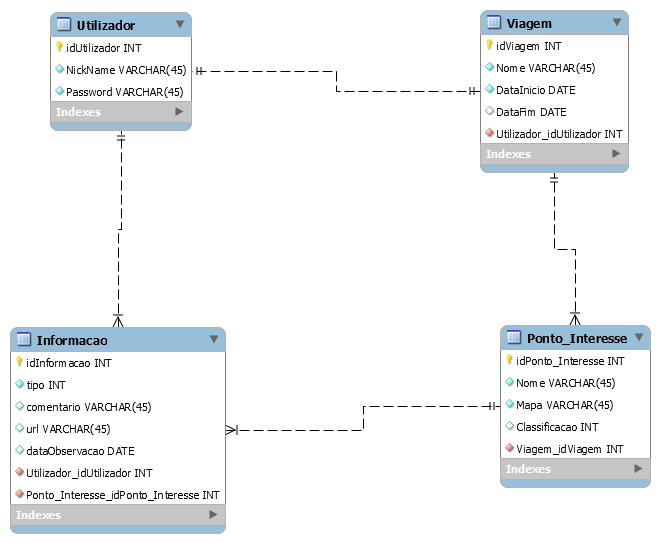 Utilizador
idUtilizador INT
NickName VARCHAR(45)
Password VARCHAR(45)
Indexes
Viagem
idViagem INT
Nome VARCHAR(45)
DataInicio DATE
DataFim DATE
Utilizador_idUtilizador INT
Indexes
Informacao
idInformacao INT
tipo INT
comentario VARCHAR(45)
url VARCHAR(45)
dataObservacao DATE
Utilizador_idUtilizador INT
Ponto_Interesse_idPonto_Interesse INT
Indexes
Ponto_Interesse
idPonto_Interesse INT
Nome VARCHAR(45)
Mapa VARCHAR(45)
Classificacao INT
Viagem_idViagem INT
Indexes